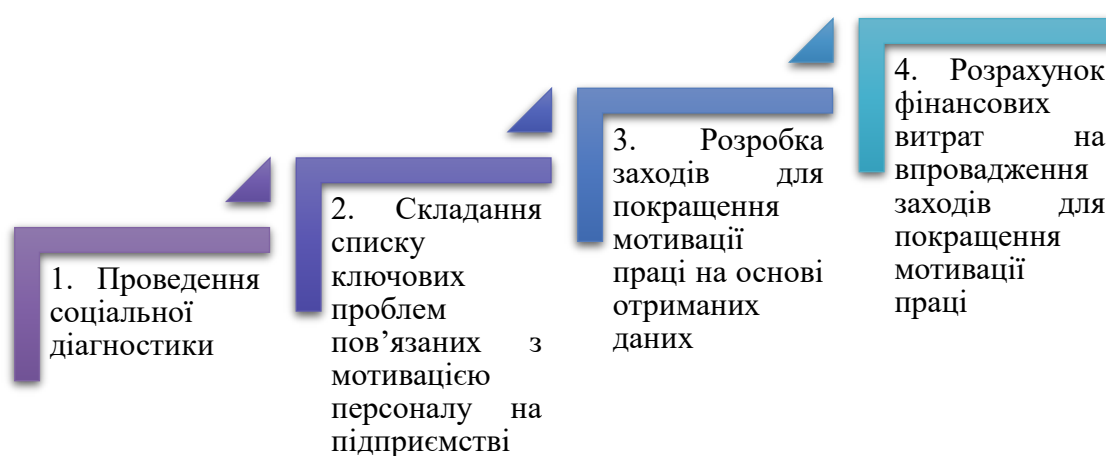 1. Проведення
соціальної
діагностики
2. Складання
списку
ключових
проблем
пов’язаних з
мотивацією
персоналу на
підприємстві
3. Розробка
заходів для
покращення
мотивації
праці на основі
отриманих
даних
4. Розрахунок
фінансових
витрат на
впровадження
заходів для
покращення
мотивації
праці